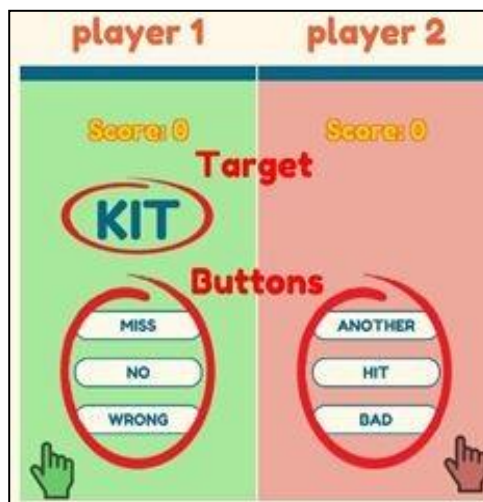 player 1 player 2
Score: 0 Score: 0
Target
KIT
Buttons
MISS ANOTHER
NO HIT
WRONG BAD